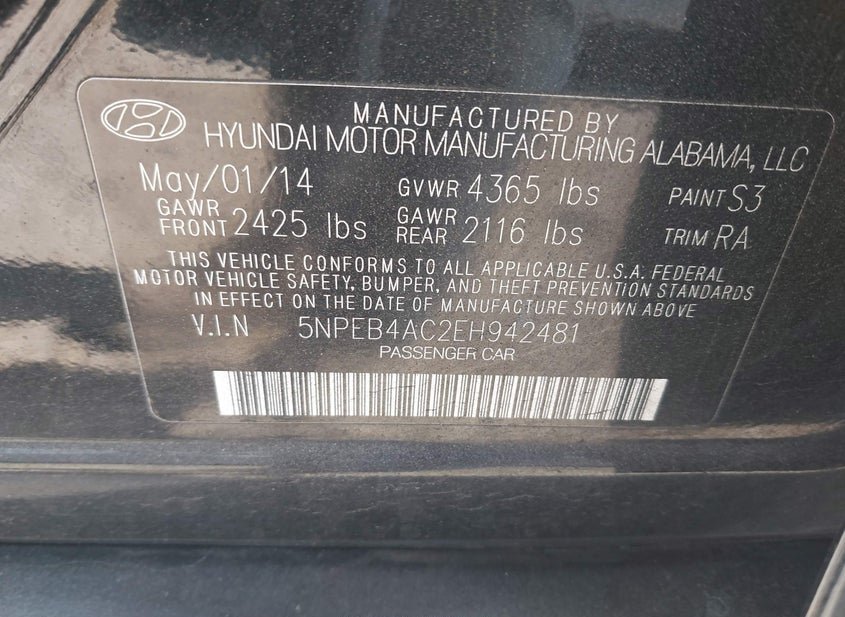 MANUFACTURED BY
HYUNDAI MOTOR MANUFACTURING ALABAMA, LLC
May/01/14 GVWR 4365 lbs PAINT S3
GAWR FRONT 2425 lbs GAWR REAR 2116 lbs TRIM RA
THIS VEHICLE CONFORMS TO ALL APPLICABLE U.S.A. FEDERAL
MOTOR VEHICLE SAFETY, BUMPER, AND THEFT PREVENTION STANDARDS
IN EFFECT ON THE DATE OF MANUFACTURE SHOWN ABOVE
V.I.N 5NPEB4AC2EH942481
PASSENGER CAR